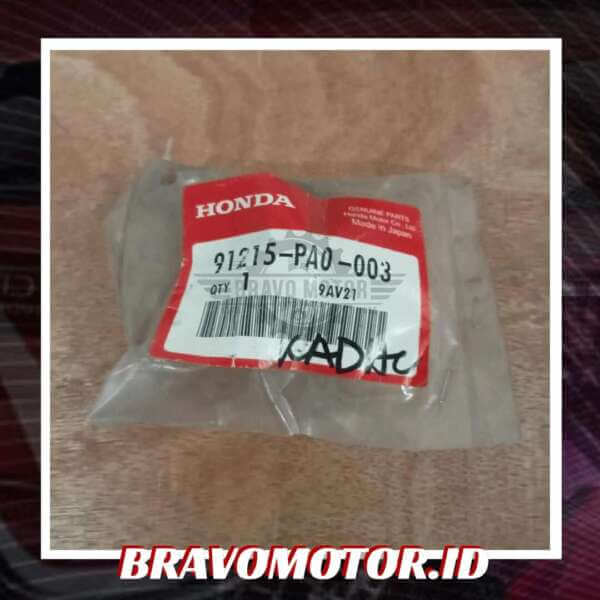 HONDA
GENUINE PARTS
Honda Motor Co., Ltd.
Made in Japan
91215-PA0-003
BRAVO MOTOR
QTY 1 9AV21
BRAVOMOTOR.ID